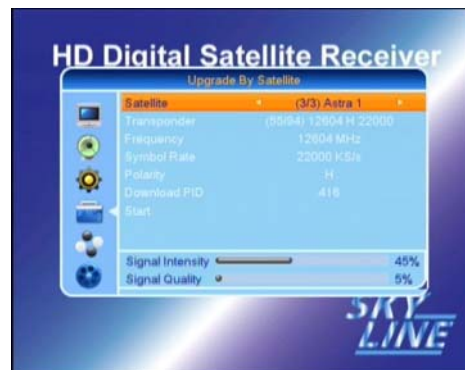 HD Digital Satellite Receiver
Upgrade By Satellite
Satellite (3/3) Astra 1
Transponder (55/94) 12604 H 22000
Frequency 12604 MHz
Symbol Rate 22000 KS/s
Polarity H
Download PID 416
Start
Signal Intensity 45%
Signal Quality 5%
SKY
LINE